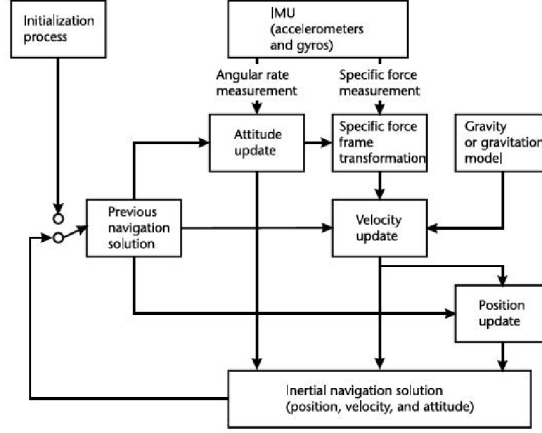 Initialization
process
IMU
(accelerometers
and gyros)
Angular rate
measurement
Specific force
measurement
Attitude
update
Specific force
frame
transformation
Gravity
or gravitation
model
Previous
navigation
solution
Velocity
update
Position
update
Inertial navigation solution
(position, velocity, and attitude)